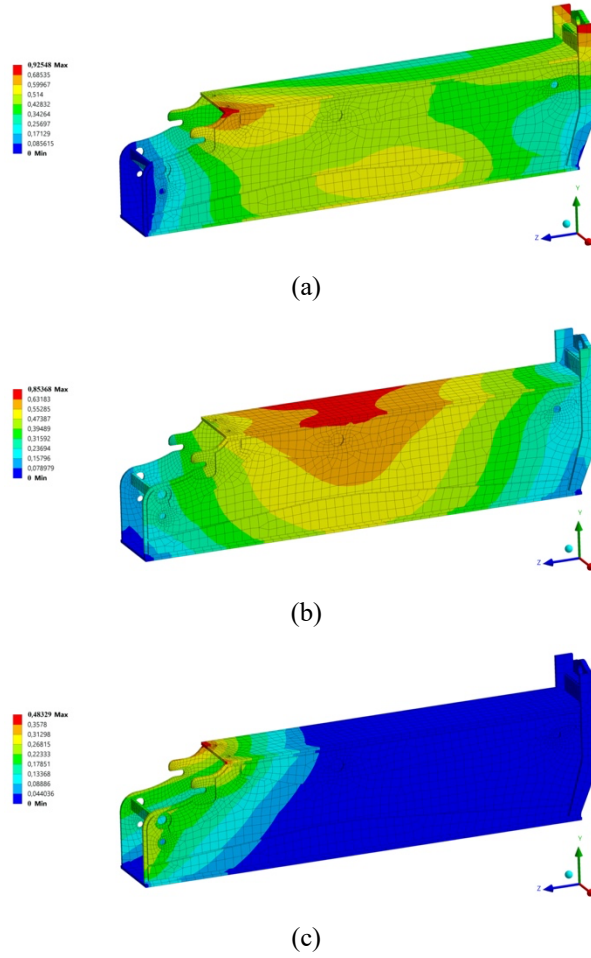 0,92548 Max
0,68535
0,59967
0,514
0,42832
0,34264
0,25697
0,17129
0,085615
0 Min
Y
Z
(a)
0,85368 Max
0,63183
0,55285
0,47387
0,39489
0,31592
0,23694
0,15796
0,078979
0 Min
Y
Z
(b)
0,48329 Max
0,3578
0,31298
0,26815
0,22333
0,17851
0,13368
0,08886
0,044036
0 Min
Y
Z
(c)